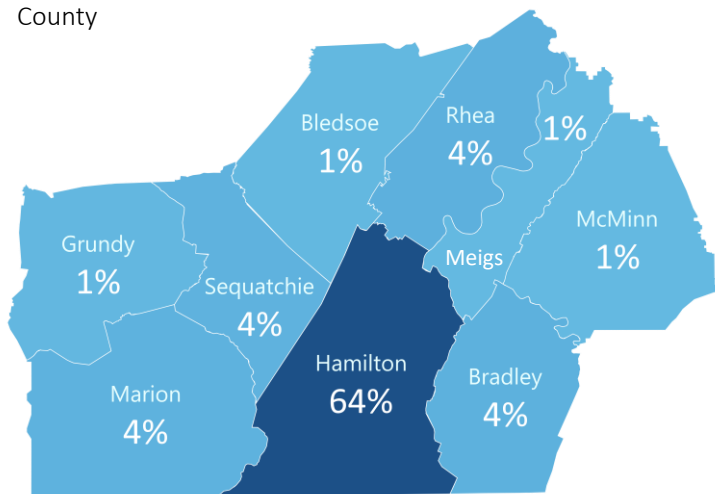 County
Bledsoe
1%
Rhea
4%
1%
Meigs
McMinn
1%
Grundy
1%
Sequatchie
4%
Hamilton
64%
Bradley
4%
Marion
4%